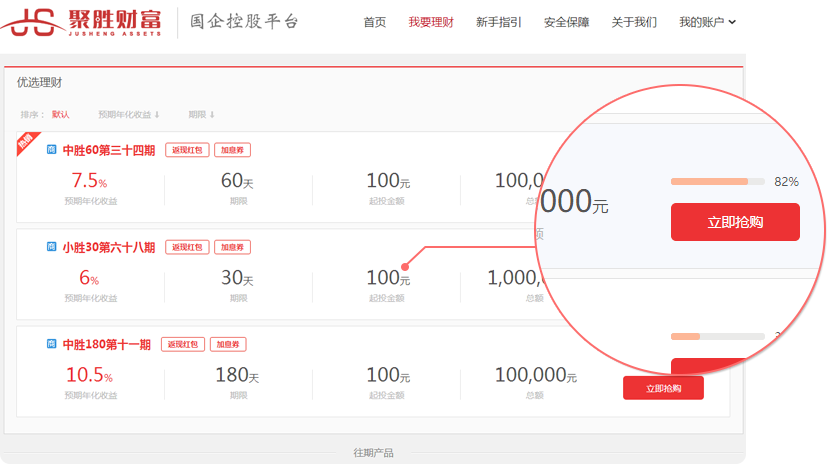 聚胜财富 国企控股平台 首页 我要理财 新手指引 安全保障 关于我们 我的账户
JUSHENG ASSETS
优选理财
排序： 默认 预期年化收益 期限
热销
商 中胜60第三十四期 返现红包 加息券
7.5% 60天 100元 100,0
预期年化收益 期限 起投金额 总
000元 82%
立即抢购
商 小胜30第六十八期 返现红包 加息券
6% 30天 100元 1,000,
预期年化收益 期限 起投金额 总额
商 中胜180第十一期 返现红包 加息券
10.5% 180天 100元 100,000元
预期年化收益 期限 起投金额 总额
立即抢购
往期产品